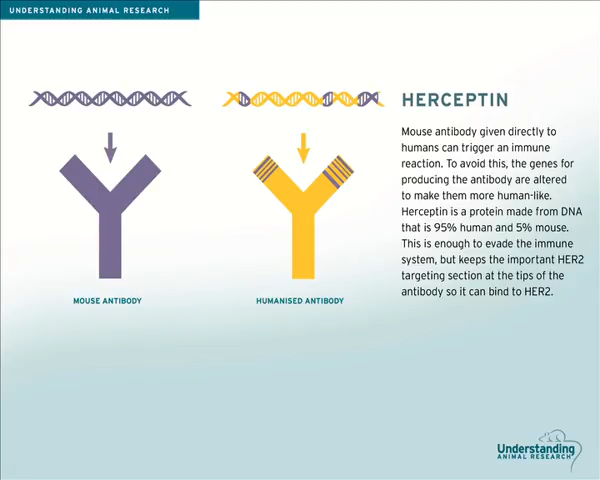 UNDERSTANDING ANIMAL RESEARCH
HERCEPTIN
Mouse antibody given directly to
humans can trigger an immune
reaction. To avoid this, the genes for
producing the antibody are altered
to make them more human-like.
Herceptin is a protein made from DNA
that is 95% human and 5% mouse.
This is enough to evade the immune
system, but keeps the important HER2
targeting section at the tips of the
antibody so it can bind to HER2.
MOUSE ANTIBODY
HUMANISED ANTIBODY
Understanding
ANIMAL RESEARCH